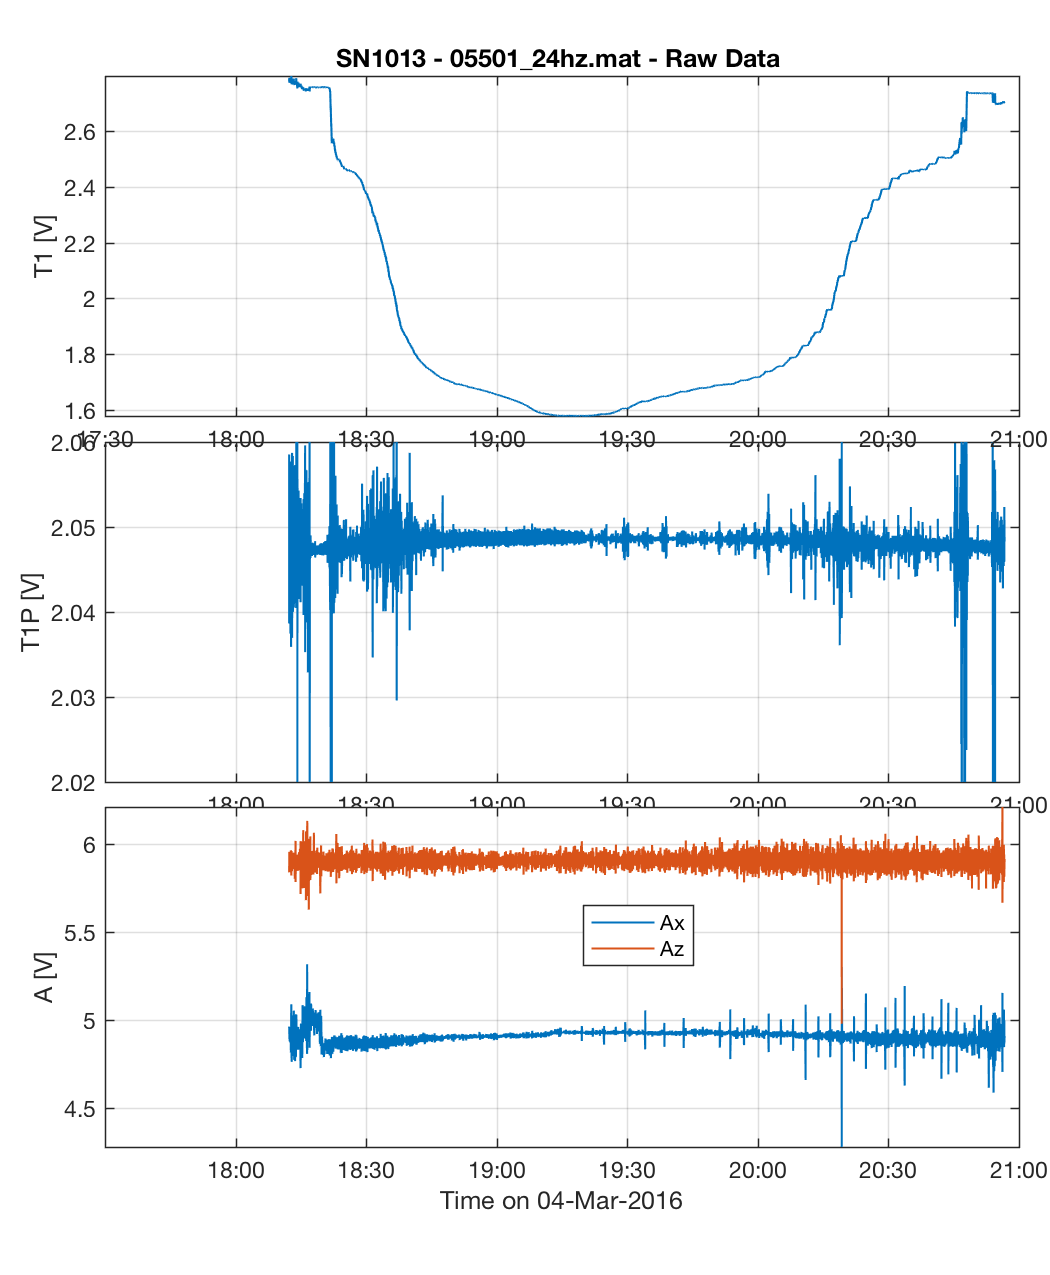 SN1013 - 05501_24hz.mat - Raw Data
T1 [V]
2.6
2.4
2.2
2
1.8
1.6
17:30 18:00 18:30 19:00 19:30 20:00 20:30 21:00
T1P [V]
2.06
2.05
2.04
2.03
2.02
18:00 18:30 19:00 19:30 20:00 20:30 21:00
A [V]
6
5.5
5
4.5
Ax
Az
18:00 18:30 19:00 19:30 20:00 20:30 21:00
Time on 04-Mar-2016